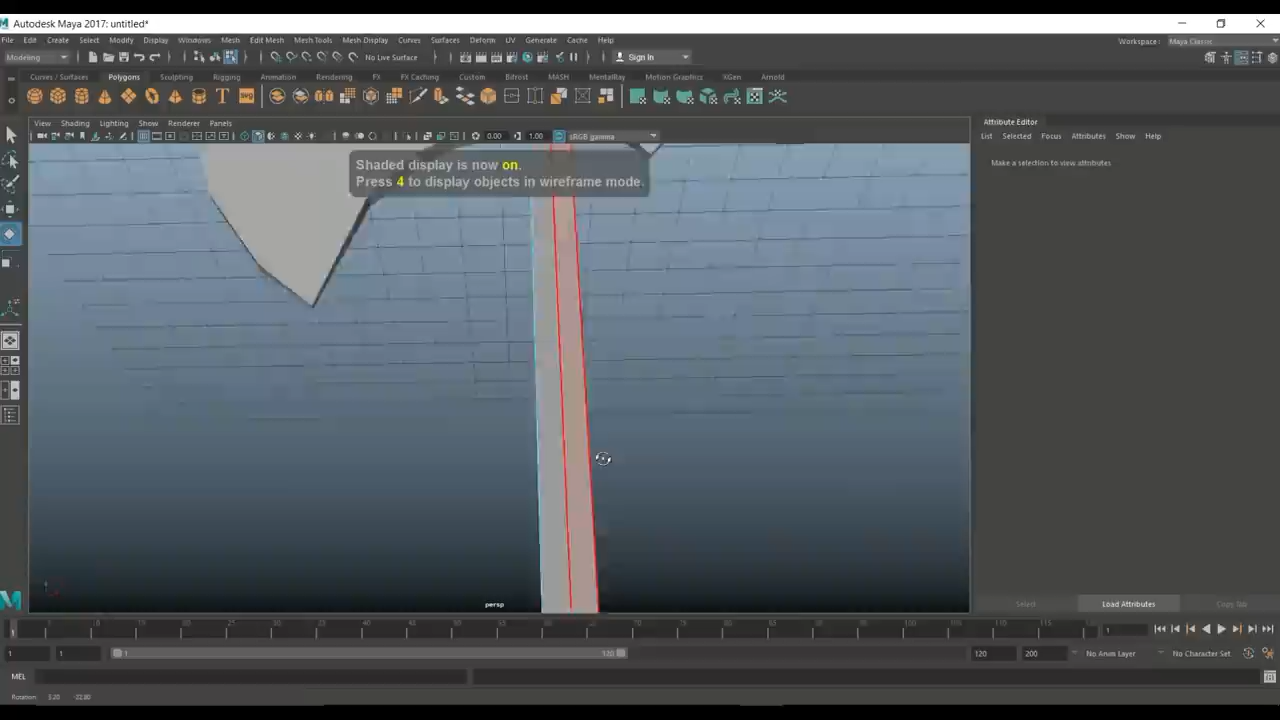 Autodesk Maya 2017: untitled*
File Edit Create Select Modify Display Windows Mesh Edit Mesh Mesh Tools Mesh Display Curves Surfaces Deform UV Generate Cache Help
Workspace: Maya Classic
Modeling No Live Surface Sign In
Curves / Surfaces Polygons Sculpting Rigging Animation Rendering FX FX Caching Custom Bifrost MASH MentalRay Motion Graphics XGen Arnold
SVG
View Shading Lighting Show Renderer Panels
0.00 1.00 sRGB gamma
Attribute Editor
List Selected Focus Attributes Show Help
Make a selection to view attributes
Shaded display is now on.
Press 4 to display objects in wireframe mode.
persp
Select Load Attributes Copy Tab
1 1 1 120 120 200 No Anim Layer No Character Set
MEL
Rotation: 3.20